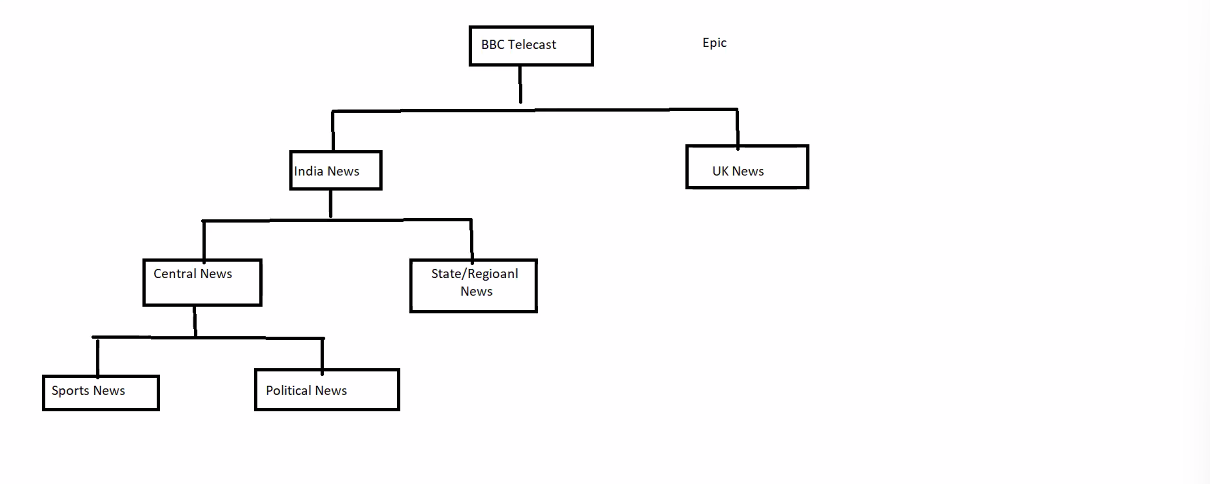 BBC Telecast
Epic
India News
UK News
Central News
State/Regioanl
News
Sports News
Political News